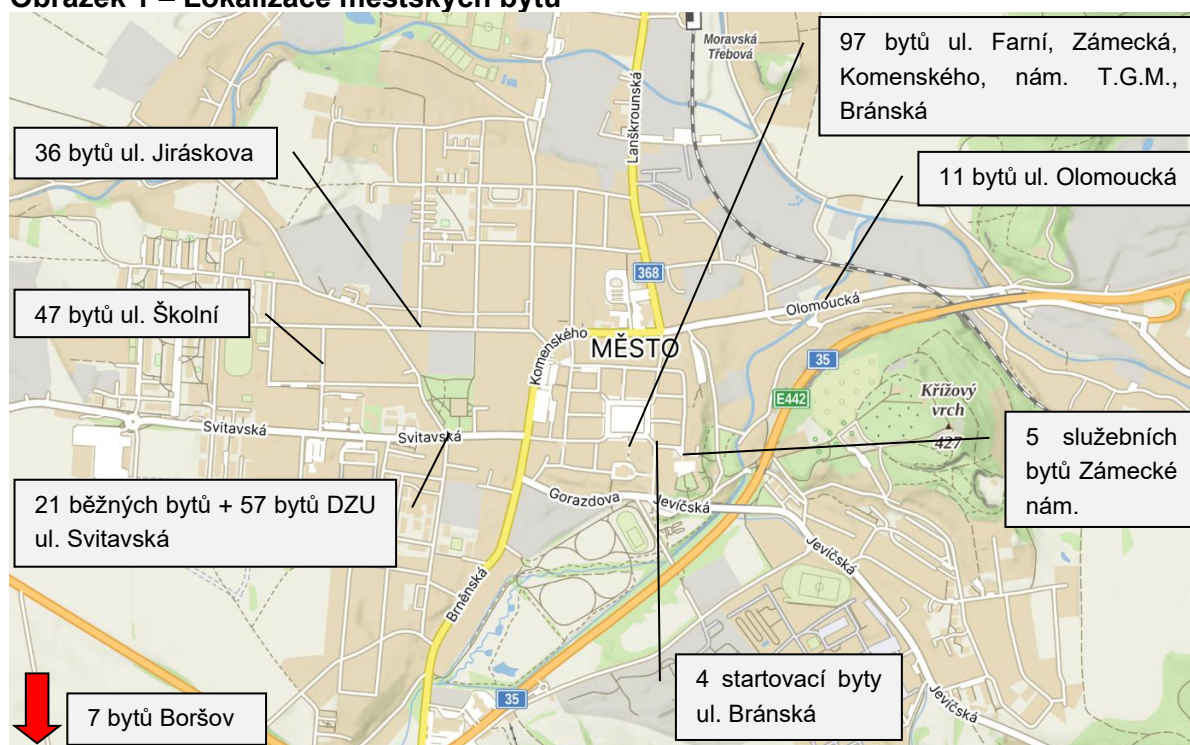 Obrázek 1 – Lokalizace městských bytů
Moravská
Třebová
97 bytů ul. Farní, Zámecká,
Komenského, nám. T.G.M.,
Bránská
Lanškrounská
36 bytů ul. Jiráskova
11 bytů ul. Olomoucká
368
Olomoucká
47 bytů ul. Školní
Komenského
MĚSTO
35
E442
Křížový
vrch
427
Svitavská
Svitavská
5 služebních
bytů Zámecké
nám.
21 běžných bytů + 57 bytů DZU
ul. Svitavská
Gorazdova
Jevíčská
Jevíčská
Brněnská
4 startovací byty
ul. Bránská
35
Jevíčská
7 bytů Boršov